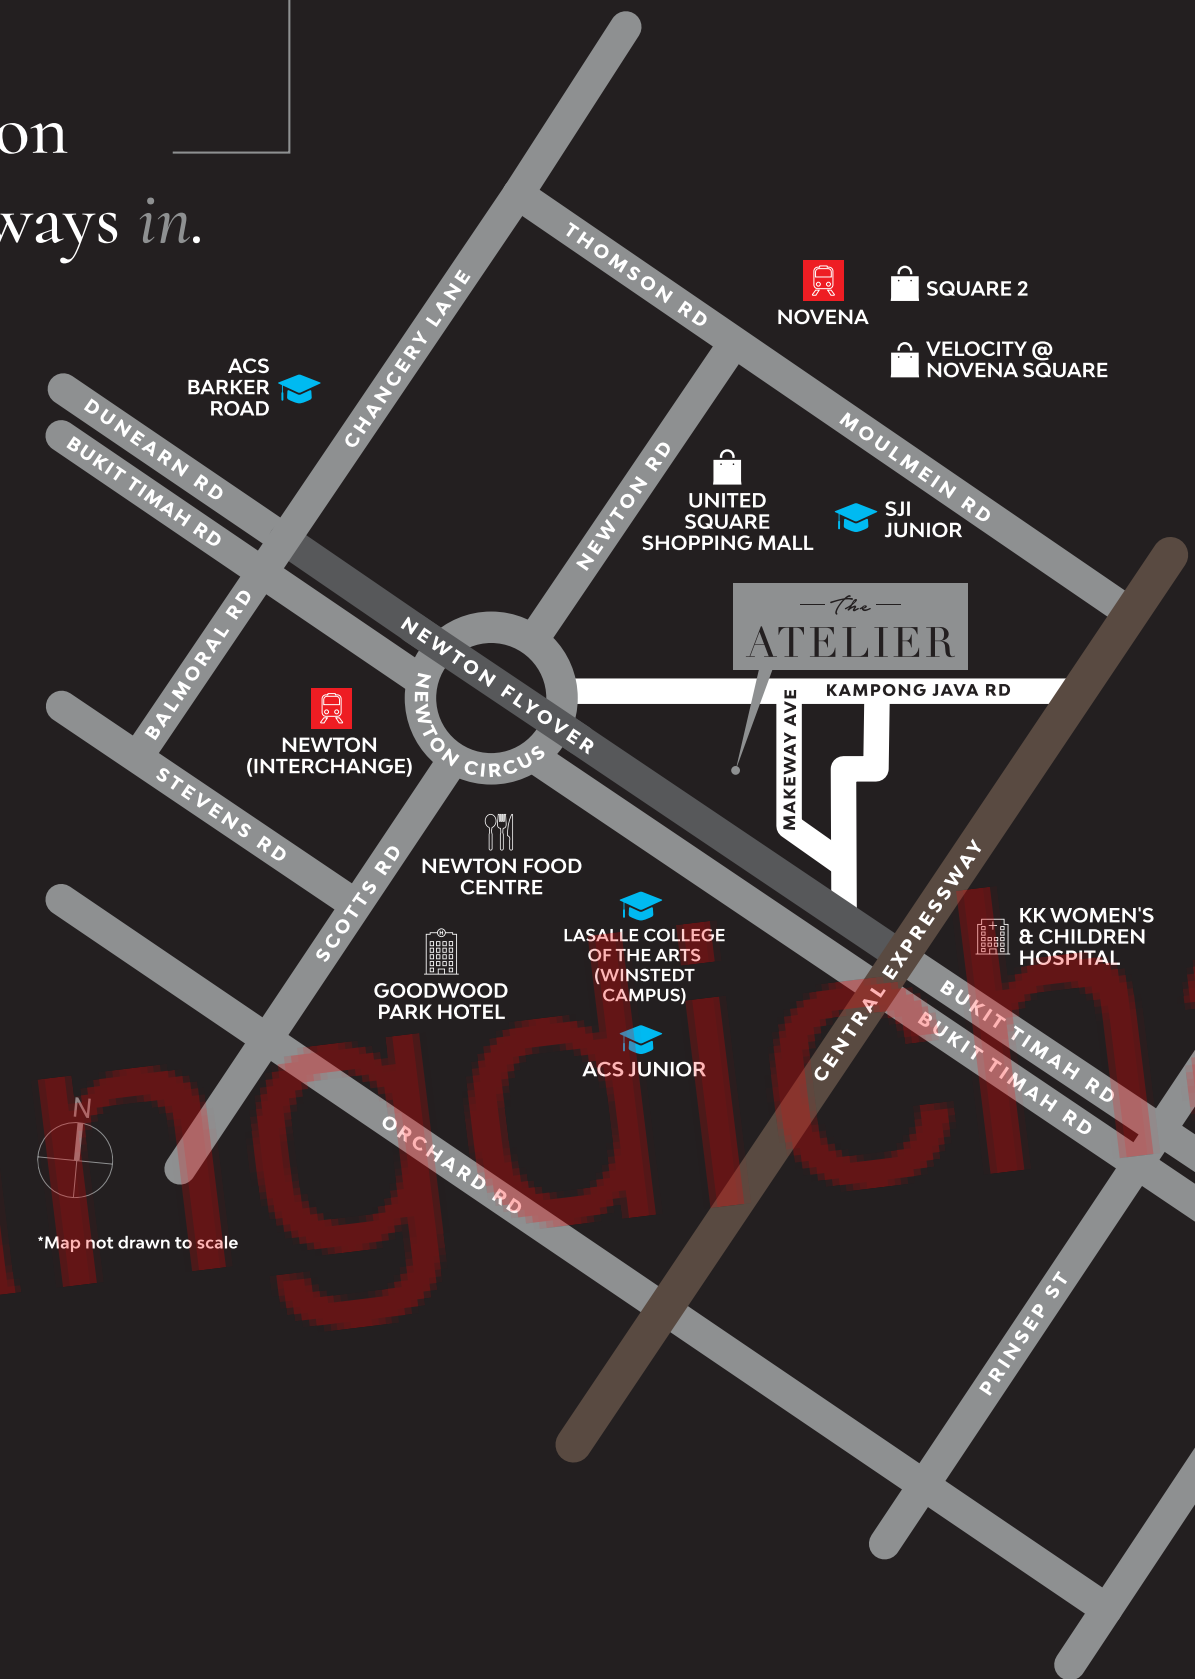 on
ways in.
THOMSON RD
NOVENA
SQUARE 2
VELOCITY @
NOVENA SQUARE
CHANCERY LANE
ACS
BARKER
ROAD
DUNEARN RD
BUKIT TIMAH RD
MOULMEIN RD
NEWTON RD
UNITED
SQUARE
SHOPPING MALL
SJI
JUNIOR
The
ATELIER
BALMORAL RD
NEWTON FLYOVER
NEWTON CIRCUS
KAMPONG JAVA RD
MAKEWAY AVE
NEWTON
(INTERCHANGE)
STEVENS RD
SCOTTS RD
NEWTON FOOD
CENTRE
LASALLE COLLEGE
OF THE ARTS
(WINSTEDT
CAMPUS)
GOODWOOD
PARK HOTEL
ACS JUNIOR
CENTRAL EXPRESSWAY
KK WOMEN'S
& CHILDREN
HOSPITAL
BUKIT TIMAH RD
BUKIT TIMAH RD
N
ORCHARD RD
*Map not drawn to scale
PRINSEP ST
ngdich